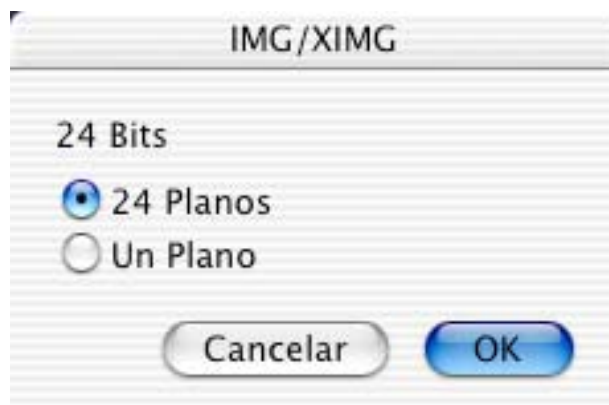 IMG/XIMG
24 Bits
24 Planos
Un Plano
Cancelar OK